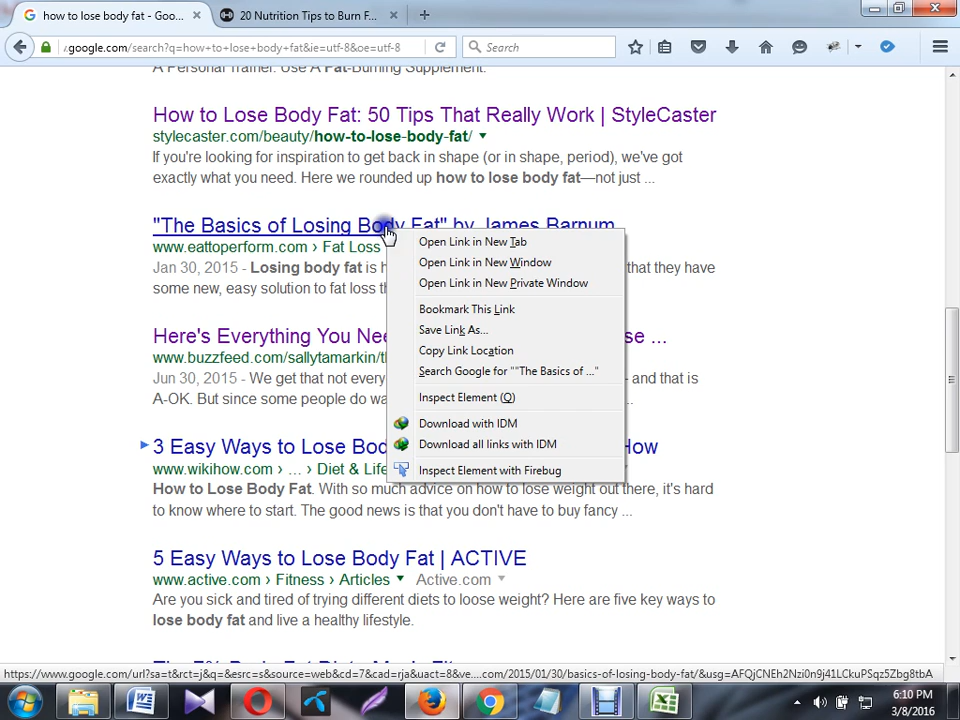 how to lose body fat - Goo...
20 Nutrition Tips to Burn F...
.google.com/search?q=how+to+lose+body+fat&ie=utf-8&oe=utf-8
Search
A Personal Trainer. Use A Fat-Burning Supplement.
How to Lose Body Fat: 50 Tips That Really Work | StyleCaster
stylecaster.com/beauty/how-to-lose-body-fat/
If you're looking for inspiration to get back in shape (or in shape, period), we've got
exactly what you need. Here we rounded up how to lose body fat—not just ...
"The Basics of Losing Body Fat" by James Barnum
www.eattoperform.com › Fat Loss
Jan 30, 2015 - Losing body fat is that they have
some new, easy solution to fat loss
Open Link in New Tab
Open Link in New Window
Open Link in New Private Window
Bookmark This Link
Save Link As...
Copy Link Location
Search Google for ""The Basics of ..."
Inspect Element (Q)
Download with IDM
Download all links with IDM
Inspect Element with Firebug
Here's Everything You se ...
www.buzzfeed.com/sallytamarkin/
Jun 30, 2015 - We get that not - and that is
A-OK. But since some people do
3 Easy Ways to Lose How
www.wikihow.com › ... › Diet &
How to Lose Body Fat. With so much advice on how to lose weight out there, it's hard
to know where to start. The good news is that you don't have to buy fancy ...
5 Easy Ways to Lose Body Fat | ACTIVE
www.active.com › Fitness › Articles Active.com
Are you sick and tired of trying different diets to loose weight? Here are five key ways to
lose body fat and live a healthy lifestyle.
https://www.google.com/url?sa=t&rct=j&q=&esrc=s&source=web&cd=7&cad=rja&uact=8&ve....com/2015/01/30/basics-of-losing-body-fat/&usg=AFQjCNEh2Nzi0n9j41LCkuPsV5Zbg8tbA
6:10 PM
3/8/2016